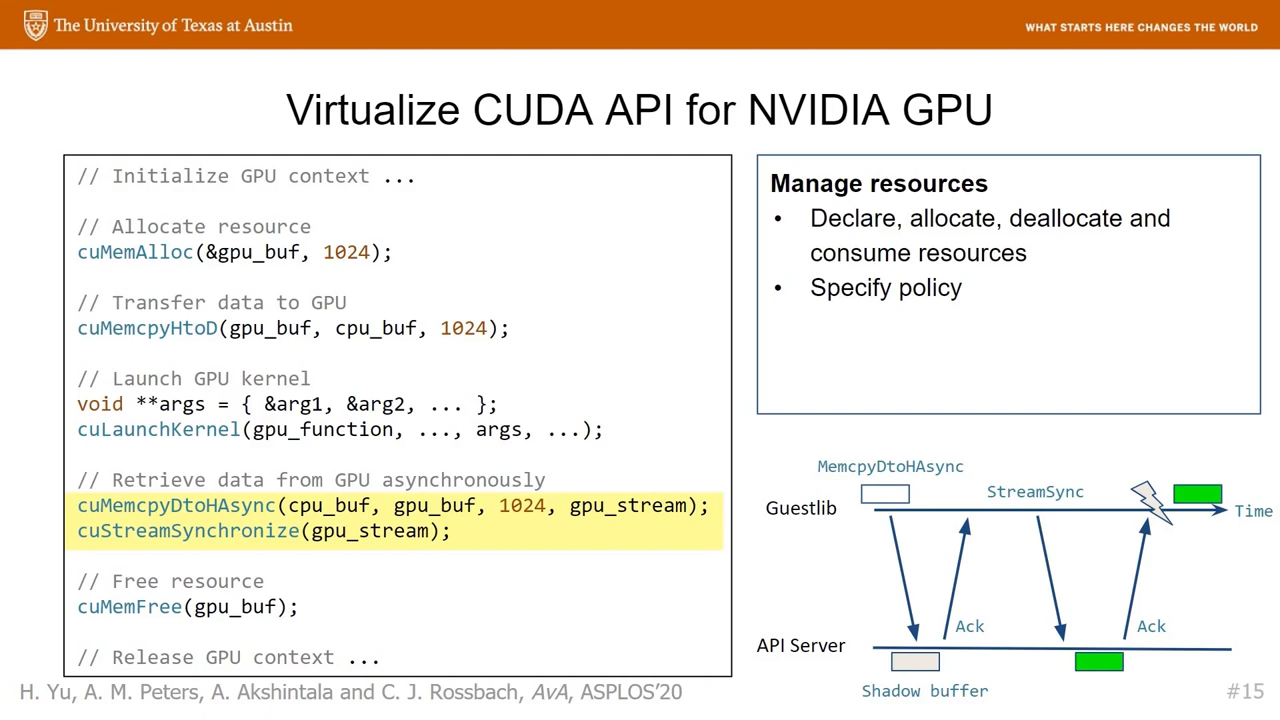 The University of Texas at Austin
WHAT STARTS HERE CHANGES THE WORLD
Virtualize CUDA API for NVIDIA GPU
// Initialize GPU context ...
// Allocate resource
cuMemAlloc(&gpu_buf, 1024);
// Transfer data to GPU
cuMemcpyHtoD(gpu_buf, cpu_buf, 1024);
// Launch GPU kernel
void **args = { &arg1, &arg2, ... };
cuLaunchKernel(gpu_function, ..., args, ...);
// Retrieve data from GPU asynchronously
cuMemcpyDtoHAsync(cpu_buf, gpu_buf, 1024, gpu_stream);
cuStreamSynchronize(gpu_stream);
// Free resource
cuMemFree(gpu_buf);
// Release GPU context ...
Manage resources
• Declare, allocate, deallocate and
consume resources
• Specify policy
MemcpyDtoHAsync
StreamSync
Guestlib
Time
Ack
Ack
API Server
Shadow buffer
H. Yu, A. M. Peters, A. Akshintala and C. J. Rossbach, AvA, ASPLOS’20
#15